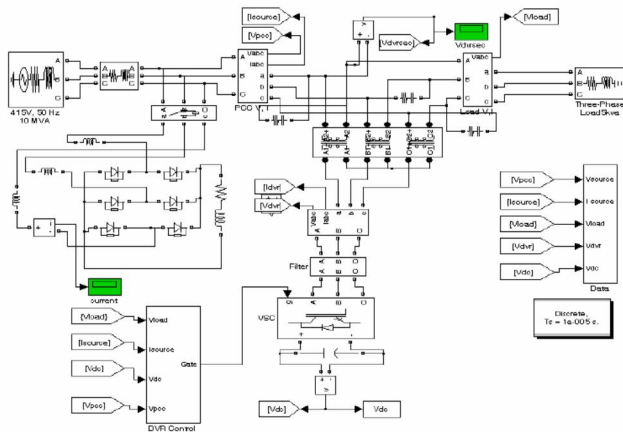 [Isource]
[Vpcc]
[Vload]
[Vdvrsec]
Vdvrsec
Vabc
Iabc
A
B
C
a
b
c
415V, 50 Hz
10 MVA
PCC V, I
Load V,I
Three-Phase
Load5kva
[Idvr]
[Vdvr]
[Vpcc]
[Isource]
[Vload]
[Vdvr]
[Vdc]
Vsource
Isource
Vload
Vdvr
Vdc
Data
Filter
VSC
current
[Vload]
[Isource]
[Vdc]
[Vpcc]
Vload
Isource
Vdc
Vpcc
Gate
DVR Control
Discrete,
Ts = 1e-005 s.
[Vdc]
Vdc